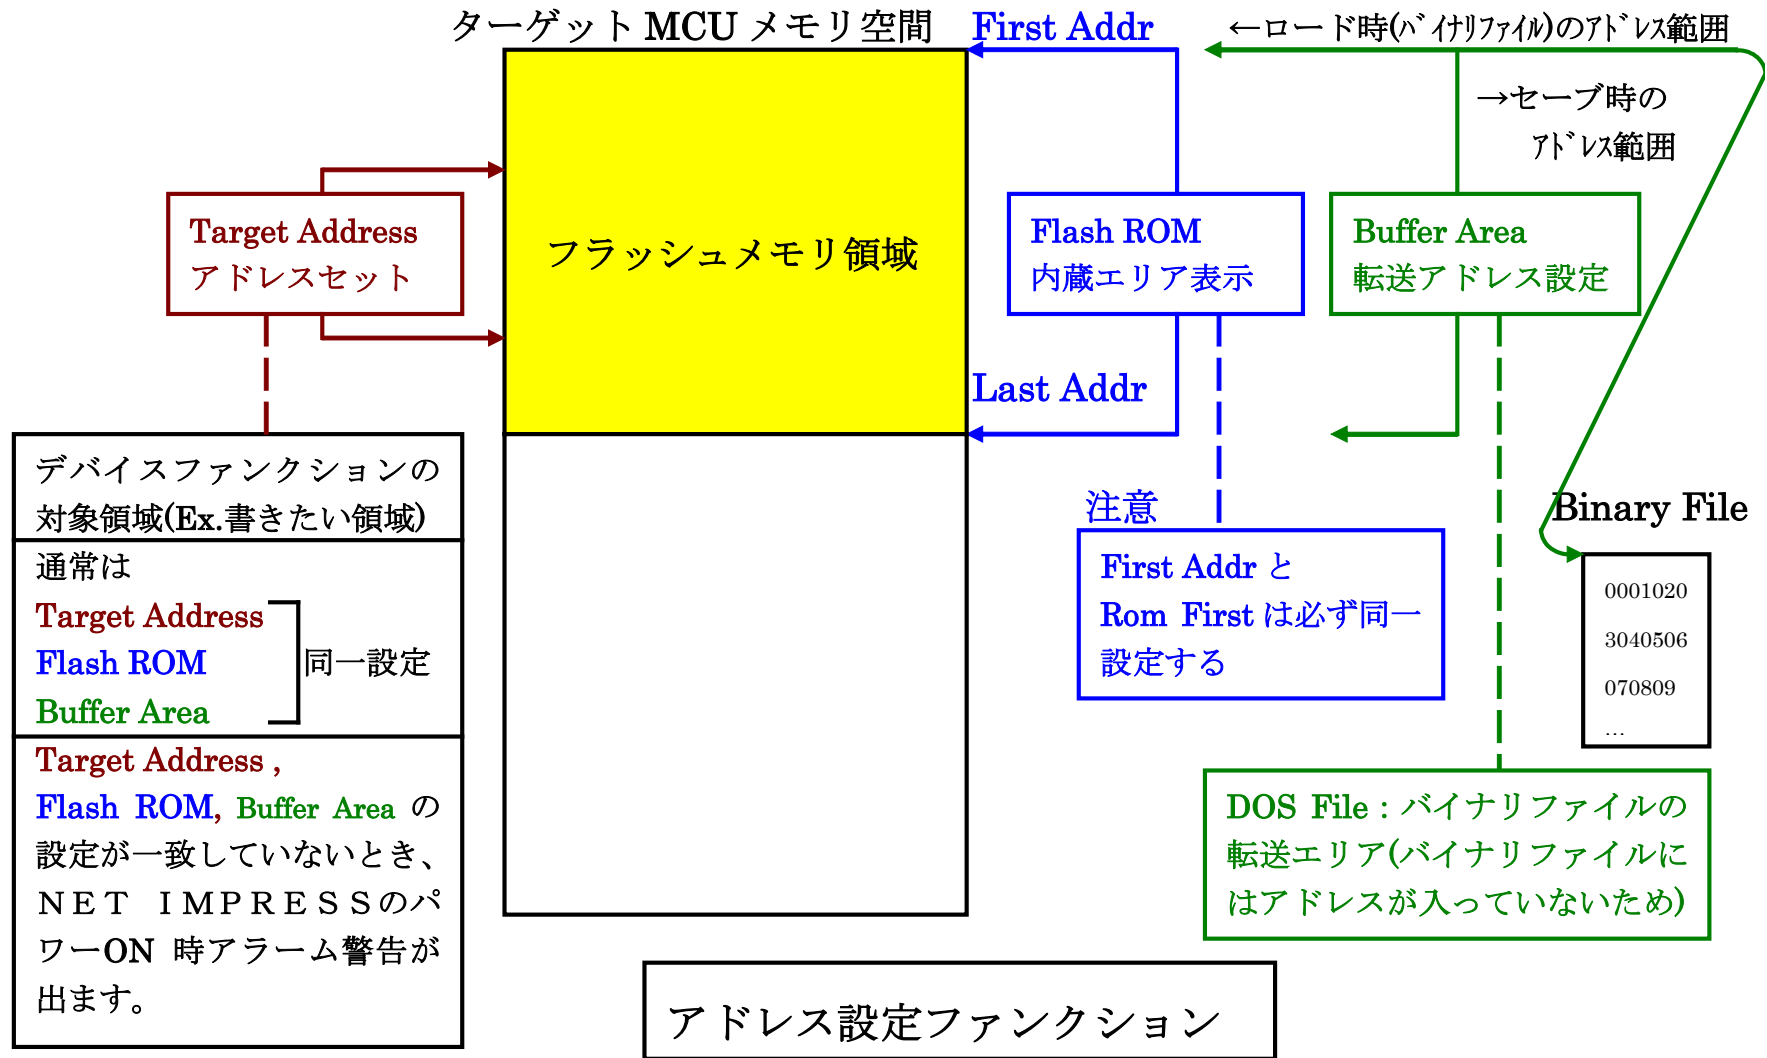 ターゲット MCU メモリ空間
First Addr
←ロード時(ﾊﾞｲﾅﾘﾌｧｲﾙ)のｱﾄﾞﾚｽ範囲
→セーブ時の
ｱﾄﾞﾚｽ範囲
Target Address
アドレスセット
フラッシュメモリ領域
Flash ROM
内蔵エリア表示
Buffer Area
転送アドレス設定
Last Addr
デバイスファンクションの
対象領域(Ex.書きたい領域)
通常は
Target Address
Flash ROM
同一設定
Buffer Area
Target Address ,
Flash ROM, Buffer Area の
設定が一致していないとき、
ＮＥＴ　ＩＭＰＲＥＳＳのパ
ワーON 時アラーム警告が
出ます。
注意
First Addr と
Rom First は必ず同一
設定する
Binary File
0001020
3040506
070809
…
DOS File : バイナリファイルの
転送エリア(バイナリファイルに
はアドレスが入っていないため)
アドレス設定ファンクション